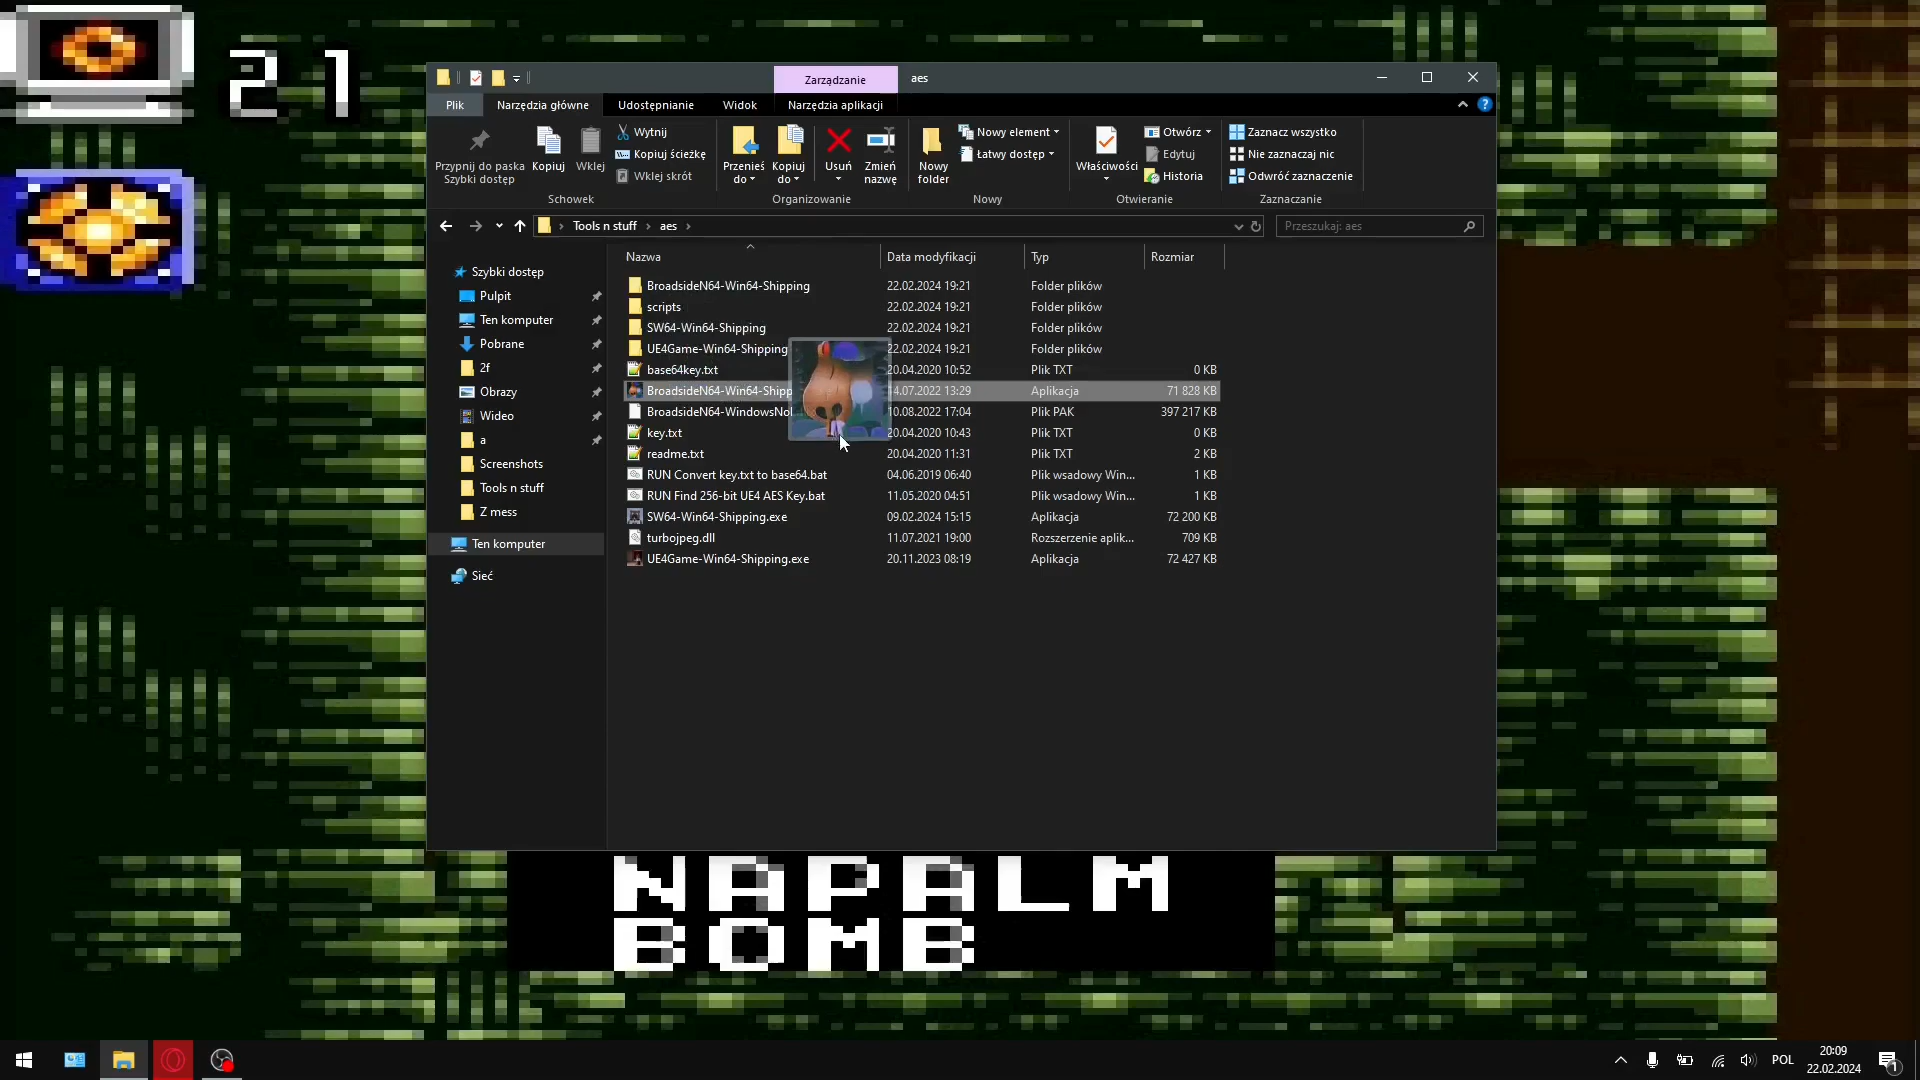 21
Zarządzanie
aes
Plik
Narzędzia główne
Udostępnianie
Widok
Narzędzia aplikacji
Przypnij do paska
Szybki dostęp
Kopiuj
Wklej
Wytnij
Kopiuj ścieżkę
Wklej skrót
Schowek
Przenieś
do
Kopiuj
do
Usuń
Zmień
nazwę
Organizowanie
Nowy
folder
Nowy element
Łatwy dostęp
Nowy
Właściwości
Otwórz
Edytuj
Historia
Otwieranie
Zaznacz wszystko
Nie zaznaczaj nic
Odwróć zaznaczenie
Zaznaczanie
Tools n stuff
aes
Przeszukaj: aes
Nazwa
Data modyfikacji
Typ
Rozmiar
Szybki dostęp
Pulpit
Ten komputer
Pobrane
2f
Obrazy
Wideo
a
Screenshots
Tools n stuff
Z mess
Ten komputer
Sieć
BroadsideN64-Win64-Shipping 22.02.2024 19:21 Folder plików
scripts 22.02.2024 19:21 Folder plików
SW64-Win64-Shipping 22.02.2024 19:21 Folder plików
UE4Game-Win64-Shipping 22.02.2024 19:21 Folder plików
base64key.txt 20.04.2020 10:52 Plik TXT 0 KB
BroadsideN64-Win64-Shipp 14.07.2022 13:29 Aplikacja 71 828 KB
BroadsideN64-WindowsNo 10.08.2022 17:04 Plik PAK 397 217 KB
key.txt 20.04.2020 10:43 Plik TXT 0 KB
readme.txt 20.04.2020 11:31 Plik TXT 2 KB
RUN Convert key.txt to base64.bat 04.06.2019 06:40 Plik wsadowy Win... 1 KB
RUN Find 256-bit UE4 AES Key.bat 11.05.2020 04:51 Plik wsadowy Win... 1 KB
SW64-Win64-Shipping.exe 09.02.2024 15:15 Aplikacja 72 200 KB
turbojpeg.dll 11.07.2021 19:00 Rozszerzenie aplik... 709 KB
UE4Game-Win64-Shipping.exe 20.11.2023 08:19 Aplikacja 72 427 KB
NAPALM
BOMB
POL
20:09
22.02.2024
1